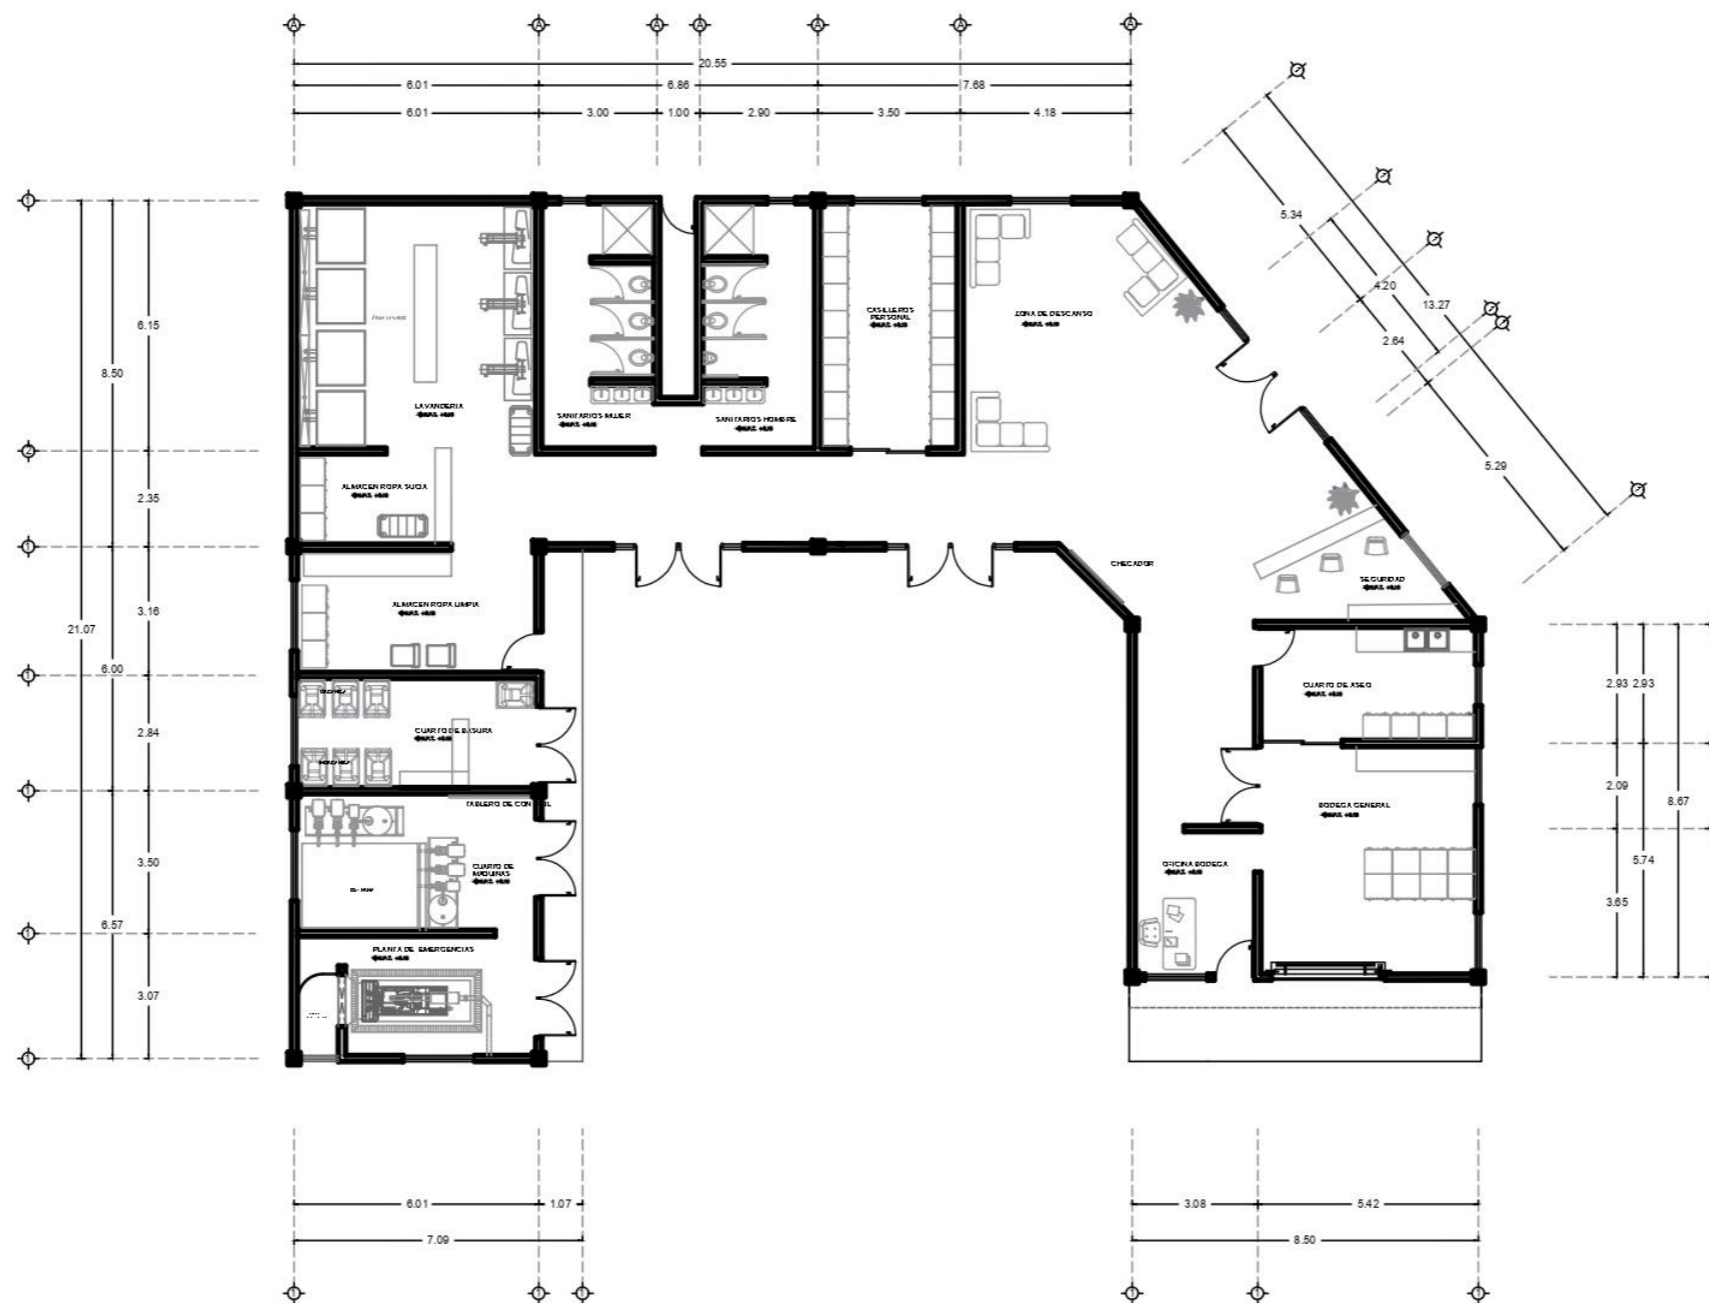 A A A A A A A
20.55
6.01 6.86 7.68
6.01 3.00 1.00 2.90 3.50 4.18
5.34
4.20
13.27
2.64
5.29
6.15
8.50
2.35
3.16
21.07
6.00
2.84
3.50
6.57
3.07
LAVANDERIA
SANITARIOS MUJER
SANITARIOS HOMBRE
CASILLEROS
PERSONAL
ZONA DE DESCANSO
ALMACEN ROPA SUCIA
ALMACEN ROPA LIMPIA
CHECADOR
SEGURIDAD
CUARTO DE ASEO
CUARTO DE BASURA
TABLERO DE CONTROL
CUARTO DE
MAQUINAS
PLANTA DE EMERGENCIAS
BODEGA GENERAL
OFICINA BODEGA
2.93 2.93
2.09
8.67
5.74
3.65
6.01 1.07
7.09
3.08 5.42
8.50